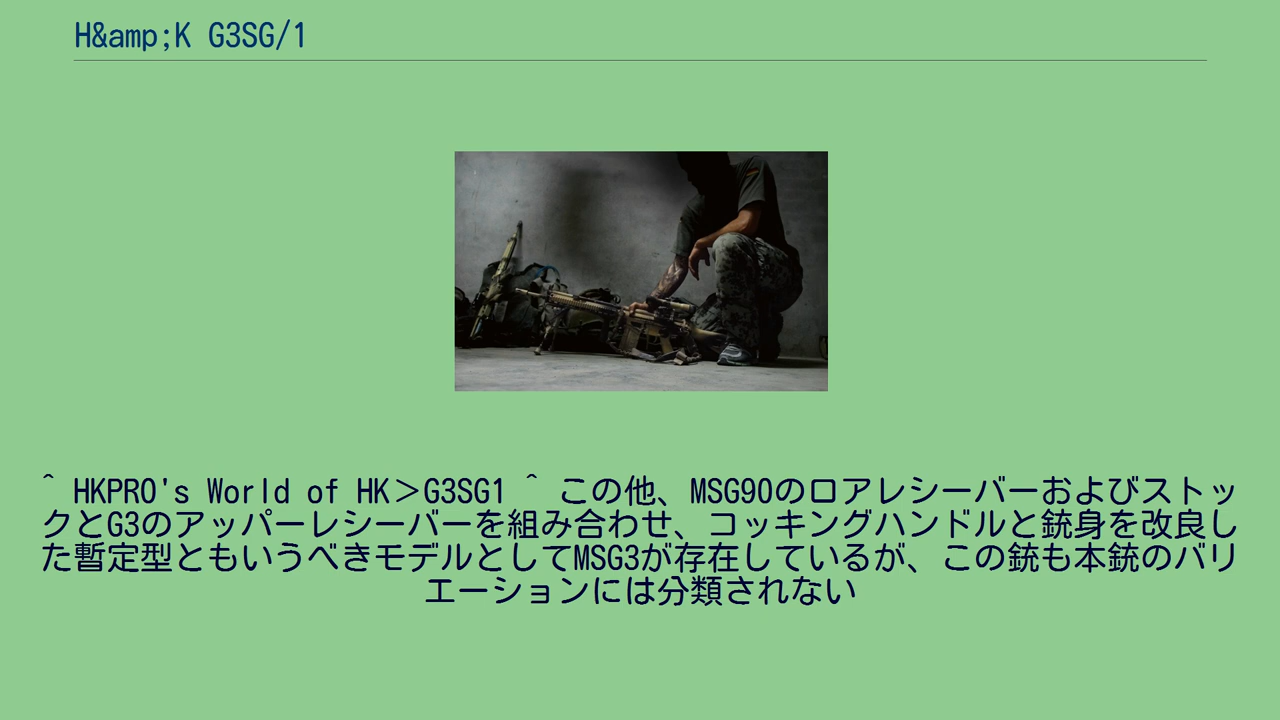 H&amp;K G3SG/1
^ HKPRO's World of HK＞G3SG1 ^ この他、MSG90のロアレシーバーおよびストッ
クとG3のアッパーレシーバーを組み合わせ、コッキングハンドルと銃身を改良し
た暫定型ともいうべきモデルとしてMSG3が存在しているが、この銃も本銃のバリ
エーションには分類されない